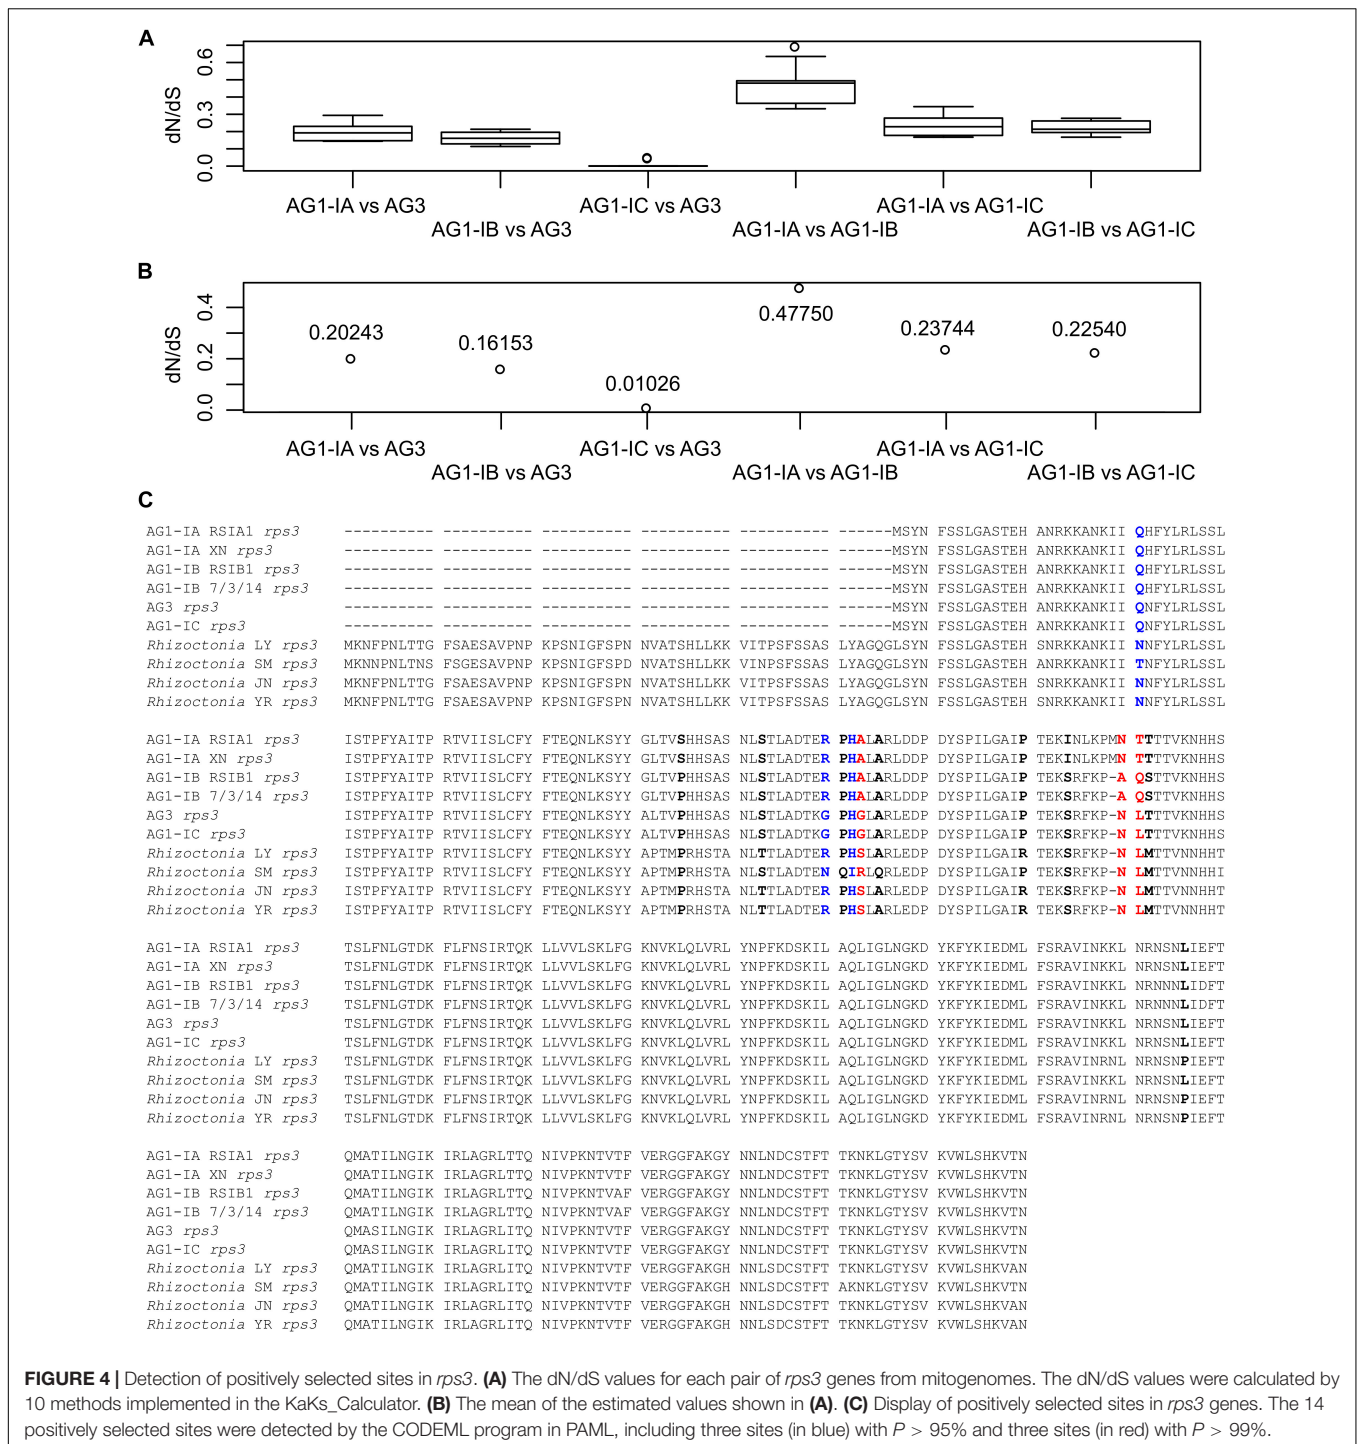 A
dN/dS
0.0
0.3
0.6
AG1-IA vs AG3
AG1-IB vs AG3
AG1-IC vs AG3
AG1-IA vs AG1-IB
AG1-IA vs AG1-IC
AG1-IB vs AG1-IC
B
dN/dS
0.0
0.2
0.4
0.20243
0.16153
0.01026
0.47750
0.23744
0.22540
AG1-IA vs AG3
AG1-IB vs AG3
AG1-IC vs AG3
AG1-IA vs AG1-IB
AG1-IA vs AG1-IC
AG1-IB vs AG1-IC
C
AG1-IA RSIA1 rps3 ---------- ---------- ---------- ---------- ---------- ------MSYN FSSLGASTEH ANRKKANKII QHFYLRLSSL
AG1-IA XN rps3 ---------- ---------- ---------- ---------- ---------- ------MSYN FSSLGASTEH ANRKKANKII QHFYLRLSSL
AG1-IB RSIB1 rps3 ---------- ---------- ---------- ---------- ---------- ------MSYN FSSLGASTEH ANRKKANKII QHFYLRLSSL
AG1-IB 7/3/14 rps3 ---------- ---------- ---------- ---------- ---------- ------MSYN FSSLGASTEH ANRKKANKII QHFYLRLSSL
AG3 rps3 ---------- ---------- ---------- ---------- ---------- ------MSYN FSSLGASTEH ANRKKANKII QNFYLRLSSL
AG1-IC rps3 ---------- ---------- ---------- ---------- ---------- ------MSYN FSSLGASTEH ANRKKANKII QNFYLRLSSL
Rhizoctonia LY rps3 MKNFPNLTTG FSAESAVPNP KPSNIGFSPN NVATSHLLKK VITPSFSSAS LYAGQGLSYN FSSLGASTEH SNRKKANKII NNFYLRLSSL
Rhizoctonia SM rps3 MKNNPNLTNS FSGESAVPNP KPSNIGFSPD NVATSHLLKK VINPSFSSAS LYAGQGLSYN FSSLGASTEH ANRKKANKII TNFYLRLSSL
Rhizoctonia JN rps3 MKNFPNLTTG FSAESAVPNP KPSNIGFSPN NVATSHLLKK VITPSFSSAS LYAGQGLSYN FSSLGASTEH SNRKKANKII NNFYLRLSSL
Rhizoctonia YR rps3 MKNFPNLTTG FSAESAVPNP KPSNIGFSPN NVATSHLLKK VITPSFSSAS LYAGQGLSYN FSSLGASTEH SNRKKANKII NNFYLRLSSL
AG1-IA RSIA1 rps3 ISTPFYAITP RTVIISLCFY FTEQNLKSYY GLTVSHHSAS NLSTLADTER PHALARLDDP DYSPILGAIP TEKINLKPMN TTTTVKNHHS
AG1-IA XN rps3 ISTPFYAITP RTVIISLCFY FTEQNLKSYY GLTVSHHSAS NLSTLADTER PHALARLDDP DYSPILGAIP TEKINLKPMN TTTTVKNHHS
AG1-IB RSIB1 rps3 ISTPFYAITP RTVIISLCFY FTEQNLKSYY GLTVPHHSAS NLSTLADTER PHALARLDDP DYSPILGAIP TEKSRFKP-A QSTTVKNHHS
AG1-IB 7/3/14 rps3 ISTPFYAITP RTVIISLCFY FTEQNLKSYY GLTVPHHSAS NLSTLADTER PHALARLDDP DYSPILGAIP TEKSRFKP-A QSTTVKNHHS
AG3 rps3 ISTPFYAITP RTVIISLCFY FTEQNLKSYY ALTVPHHSAS NLSTLADTKG PHGLARLDDP DYSPILGAIP TEKSRFKP-N LTTTVKNHHS
AG1-IC rps3 ISTPFYAITP RTVIISLCFY FTEQNLKSYY ALTVPHHSAS NLSTLADTKG PHGLARLDDP DYSPILGAIP TEKSRFKP-N LTTTVKNHHS
Rhizoctonia LY rps3 ISTPFYAITP RTVIISLCFY FTEQNLKSYY APTMPRHSTA NLTTLADTER PHSLARLEDP DYSPILGAIR TEKSRFKP-N LMTTVNNHHT
Rhizoctonia SM rps3 ISTPFYAITP RTVIISLCFY FTEQNLKSYY APTMPRHSTA NLSTLADTEN QIRLQRLEDP DYSPILGAIR TEKSRFKP-N LMTTVKNHHI
Rhizoctonia JN rps3 ISTPFYAITP RTVIISLCFY FTEQNLKSYY APTMPRHSTA NLTTLADTER PHSLARLEDP DYSPILGAIR TEKSRFKP-N LMTTVNNHHT
Rhizoctonia YR rps3 ISTPFYAITP RTVIISLCFY FTEQNLKSYY APTMPRHSTA NLTTLADTER PHSLARLEDP DYSPILGAIR TEKSRFKP-N LMTTVNNHHT
AG1-IA RSIA1 rps3 TSLFNLGTDK FLFNSIRTQK LLVVLSKLFG KNVKLQLVRL YNPFKDSKIL AQLIGLNGKD YKFYKIEDML FSRAVINKKL NRNSNLIEFT
AG1-IA XN rps3 TSLFNLGTDK FLFNSIRTQK LLVVLSKLFG KNVKLQLVRL YNPFKDSKIL AQLIGLNGKD YKFYKIEDML FSRAVINKKL NRNSNLIEFT
AG1-IB RSIB1 rps3 TSLFNLGTDK FLFNSIRTQK LLVVLSKLFG KNVKLQLVRL YNPFKDSKIL AQLIGLNGKD YKFYKIEDML FSRAVINKKL NRNNNLIDFT
AG1-IB 7/3/14 rps3 TSLFNLGTDK FLFNSIRTQK LLVVLSKLFG KNVKLQLVRL YNPFKDSKIL AQLIGLNGKD YKFYKIEDML FSRAVINKKL NRNNNLIDFT
AG3 rps3 TSLFNLGTDK FLFNSIRTQK LLVVLSKLFG KNVKLQLVRL YNPFKDSKIL AQLIGLNGKD YKFYKIEDML FSRAVINKKL NRNSNLIEFT
AG1-IC rps3 TSLFNLGTDK FLFNSIRTQK LLVVLSKLFG KNVKLQLVRL YNPFKDSKIL AQLIGLNGKD YKFYKIEDML FSRAVINKKL NRNSNLIEFT
Rhizoctonia LY rps3 TSLFNLGTDK FLFNSIRTQK LLVVLSKLFG KNVKLQLVRL YNPFKDSKIL AQLIGLNGKD YKFYKIEDML FSRAVINRNL NRNSNPIEFT
Rhizoctonia SM rps3 TSLFNLGTDK FLFNSIRTQK LLVVLSKLFG KNVKLQLVRL YNPFKDSKIL AQLIGLNGKD YKFYKIEDML FSRAVINKKL NRNSNLIEFT
Rhizoctonia JN rps3 TSLFNLGTDK FLFNSIRTQK LLVVLSKLFG KNVKLQLVRL YNPFKDSKIL AQLIGLNGKD YKFYKIEDML FSRAVINRNL NRNSNPIEFT
Rhizoctonia YR rps3 TSLFNLGTDK FLFNSIRTQK LLVVLSKLFG KNVKLQLVRL YNPFKDSKIL AQLIGLNGKD YKFYKIEDML FSRAVINRNL NRNSNPIEFT
AG1-IA RSIA1 rps3 QMATILNGIK IRLAGRLTTQ NIVPKNTVTF VERGGFAKGY NNLNDCSTFT TKNKLGTYSV KVWLSHKVTN
AG1-IA XN rps3 QMATILNGIK IRLAGRLTTQ NIVPKNTVTF VERGGFAKGY NNLNDCSTFT TKNKLGTYSV KVWLSHKVTN
AG1-IB RSIB1 rps3 QMATILNGIK IRLAGRLTTQ NIVPKNTVAF VERGGFAKGY NNLNDCSTFT TKNKLGTYSV KVWLSHKVTN
AG1-IB 7/3/14 rps3 QMATILNGIK IRLAGRLTTQ NIVPKNTVAF VERGGFAKGY NNLNDCSTFT TKNKLGTYSV KVWLSHKVTN
AG3 rps3 QMASILNGIK IRLAGRLITQ NIVPKNTVTF VERGGFAKGY NNLNDCSTFT TKNKLGTYSV KVWLSHKVTN
AG1-IC rps3 QMASILNGIK IRLAGRLITQ NIVPKNTVTF VERGGFAKGY NNLNDCSTFT TKNKLGTYSV KVWLSHKVTN
Rhizoctonia LY rps3 QMATILNGIK IRLAGRLITQ NIVPKNTVTF VERGGFAKGH NNLSDCSTFT TKNKLGTYSV KVWLSHKVAN
Rhizoctonia SM rps3 QMATILNGIK IRLAGRLITQ NIVPKNTVTF VERGGFAKGH NNLSDCSTFT AKNKLGTYSV KVWLSHKVTN
Rhizoctonia JN rps3 QMATILNGIK IRLAGRLITQ NIVPKNTVTF VERGGFAKGH NNLSDCSTFT TKNKLGTYSV KVWLSHKVAN
Rhizoctonia YR rps3 QMATILNGIK IRLAGRLITQ NIVPKNTVTF VERGGFAKGH NNLSDCSTFT TKNKLGTYSV KVWLSHKVAN
FIGURE 4 | Detection of positively selected sites in rps3. (A) The dN/dS values for each pair of rps3 genes from mitogenomes. The dN/dS values were calculated by
10 methods implemented in the KaKs_Calculator. (B) The mean of the estimated values shown in (A). (C) Display of positively selected sites in rps3 genes. The 14
positively selected sites were detected by the CODEML program in PAML, including three sites (in blue) with P > 95% and three sites (in red) with P > 99%.